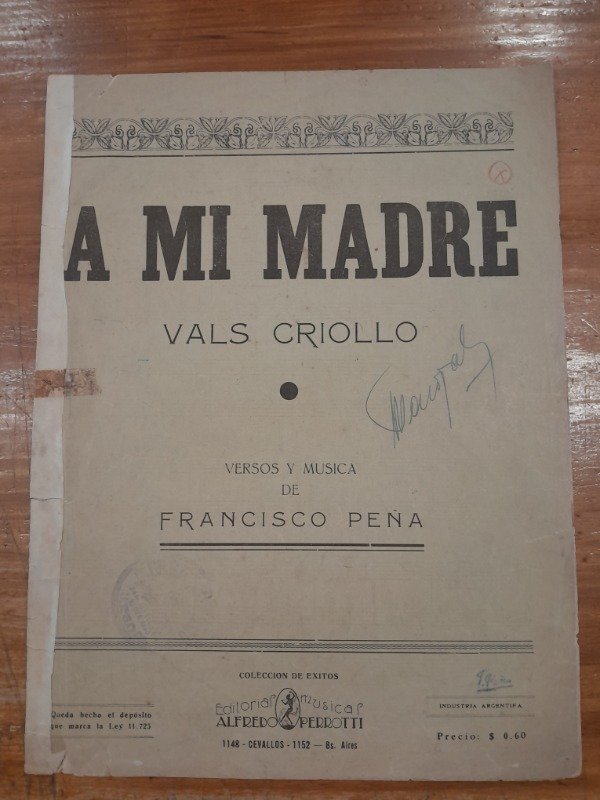 A MI MADRE
VALS CRIOLLO
VERSOS Y MUSICA
DE
FRANCISCO PEÑA
COLECCION DE EXITOS
Editorial Musical
ALFREDO PERROTTI
1148 - CEVALLOS - 1152 — Bs. Aires
Queda hecho el depósito
que marca la Ley 11.723
INDUSTRIA ARGENTINA
Precio: $ 0.60